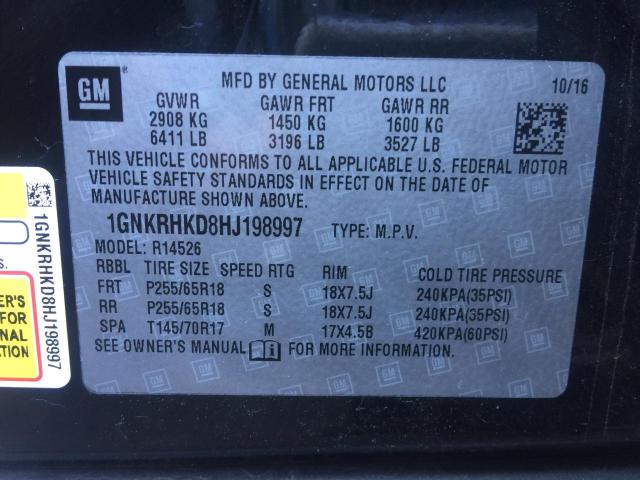 GM
MFD BY GENERAL MOTORS LLC 10/16
GVWR GAWR FRT GAWR RR
2908 KG 1450 KG 1600 KG
6411 LB 3196 LB 3527 LB
THIS VEHICLE CONFORMS TO ALL APPLICABLE U.S. FEDERAL MOTOR
VEHICLE SAFETY STANDARDS IN EFFECT ON THE DATE OF
MANUFACTURE SHOWN ABOVE.
1GNKRHKD8HJ198997 TYPE: M.P.V.
MODEL: R14526
RBBL TIRE SIZE SPEED RTG RIM COLD TIRE PRESSURE
FRT P255/65R18 S 18X7.5J 240KPA(35PSI)
RR P255/65R18 S 18X7.5J 240KPA(35PSI)
SPA T145/70R17 M 17X4.5B 420KPA(60PSI)
SEE OWNER'S MANUAL FOR MORE INFORMATION.
1GNKRHKD8HJ198997
FOR